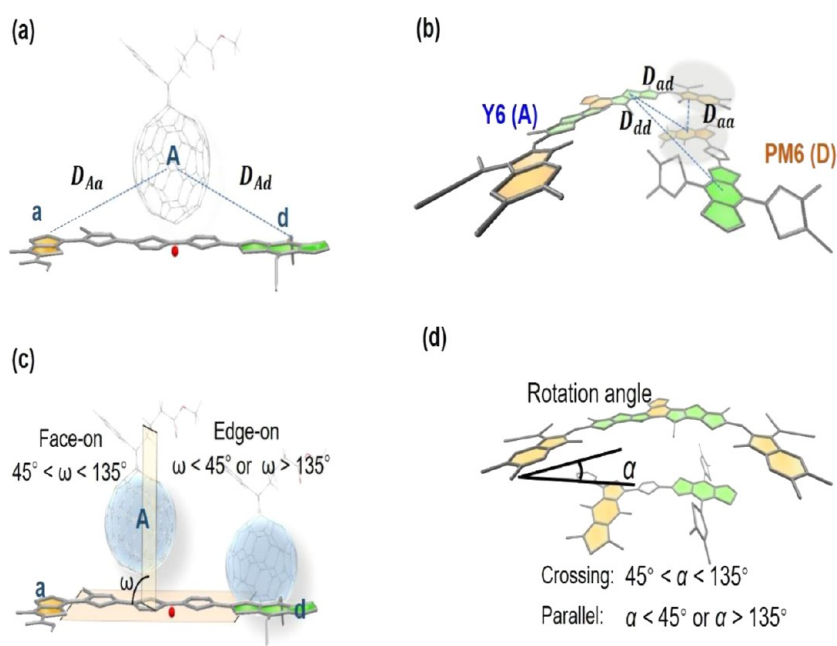 (a)
A
D_Aa
D_Ad
a
d
(b)
D_ad
Y6 (A)
D_dd
D_aa
PM6 (D)
(c)
Face-on
45° < ω < 135°
Edge-on
ω < 45° or ω > 135°
A
ω
a
d
(d)
Rotation angle
α
Crossing: 45° < α < 135°
Parallel: α < 45° or α > 135°